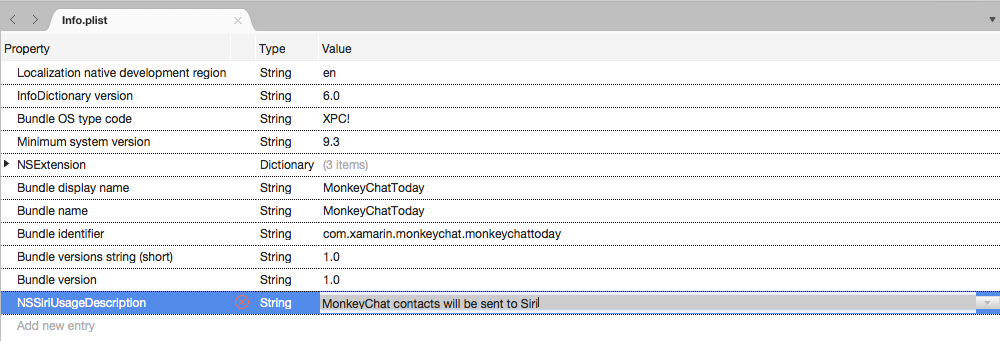 Info.plist
Property Type Value
Localization native development region String en
InfoDictionary version String 6.0
Bundle OS type code String XPC!
Minimum system version String 9.3
NSExtension Dictionary (3 items)
Bundle display name String MonkeyChatToday
Bundle name String MonkeyChatToday
Bundle identifier String com.xamarin.monkeychat.monkeychattoday
Bundle versions string (short) String 1.0
Bundle version String 1.0
NSSiriUsageDescription String MonkeyChat contacts will be sent to Siri
Add new entry